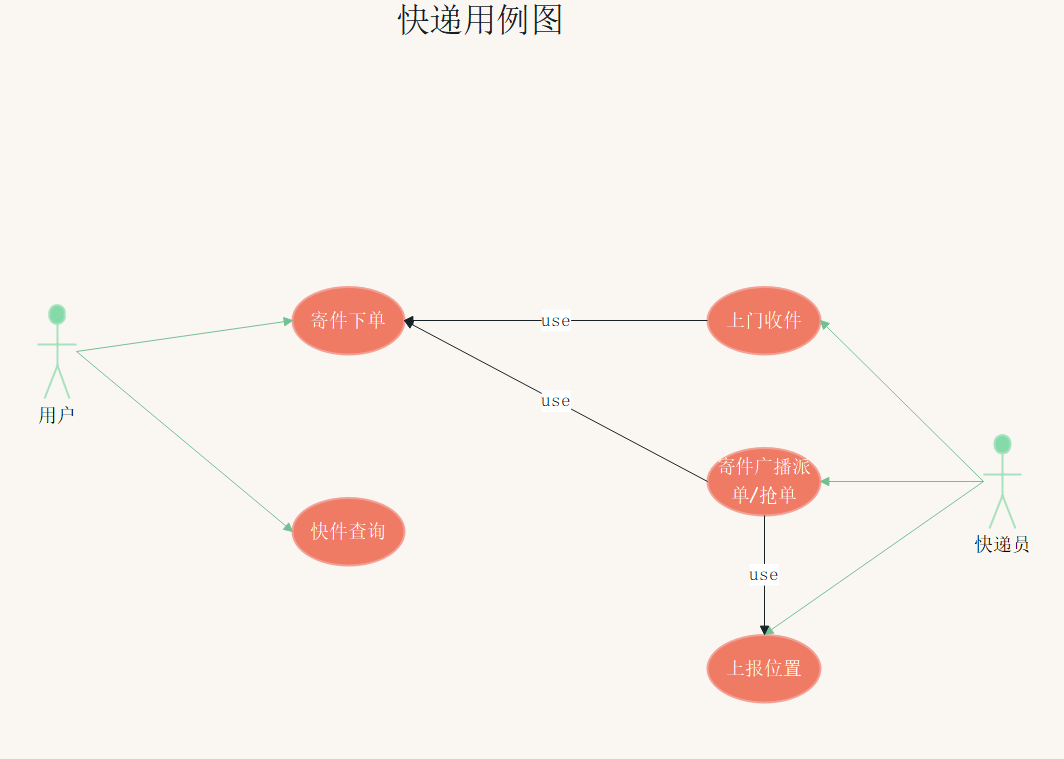 快递用例图
寄件下单
use
上门收件
use
用户
寄件广播派
单/抢单
快件查询
快递员
use
上报位置